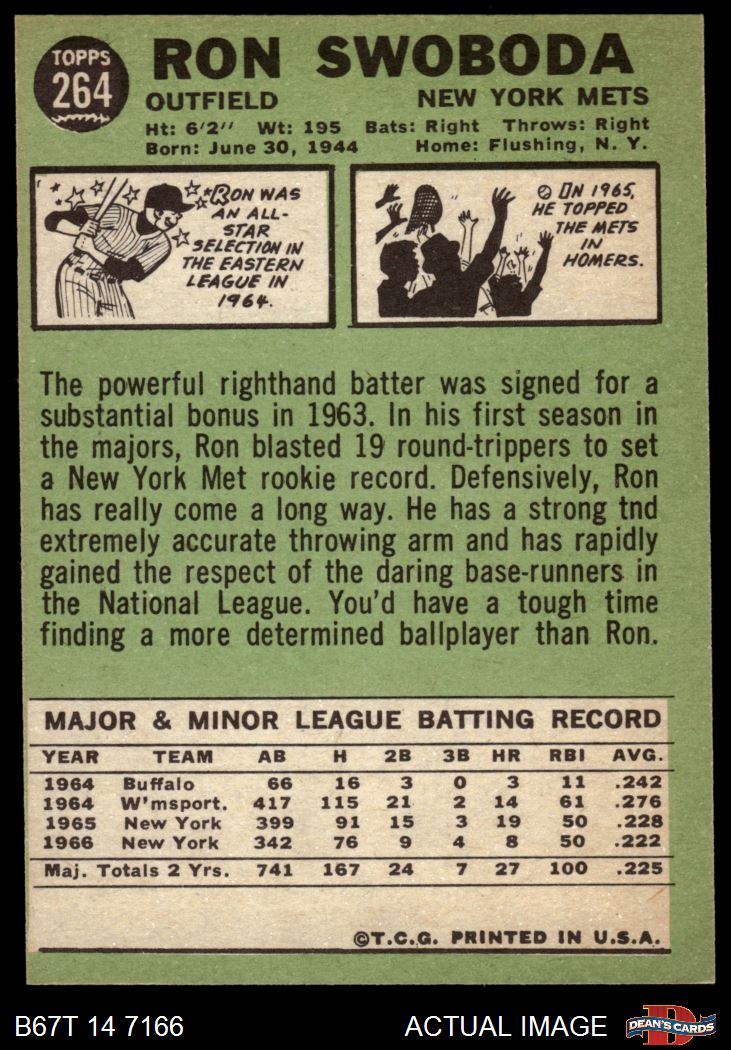 TOPPS
264
RON SWOBODA
OUTFIELD NEW YORK METS
Ht: 6'2'' Wt: 195 Bats: Right Throws: Right
Born: June 30, 1944 Home: Flushing, N. Y.
RON WAS
AN ALL-
STAR
SELECTION IN
THE EASTERN
LEAGUE IN
1964.
IN 1965,
HE TOPPED
THE METS
IN
HOMERS.
The powerful righthand batter was signed for a
substantial bonus in 1963. In his first season in
the majors, Ron blasted 19 round-trippers to set
a New York Met rookie record. Defensively, Ron
has really come a long way. He has a strong tnd
extremely accurate throwing arm and has rapidly
gained the respect of the daring base-runners in
the National League. You'd have a tough time
finding a more determined ballplayer than Ron.
MAJOR & MINOR LEAGUE BATTING RECORD
YEAR TEAM AB H 2B 3B HR RBI AVG.
1964 Buffalo 66 16 3 0 3 11 .242
1964 W'msport. 417 115 21 2 14 61 .276
1965 New York 399 91 15 3 19 50 .228
1966 New York 342 76 9 4 8 50 .222
Maj. Totals 2 Yrs. 741 167 24 7 27 100 .225
©T.C.G. PRINTED IN U.S.A.
B67T 14 7166 ACTUAL IMAGE DEAN'S CARDS